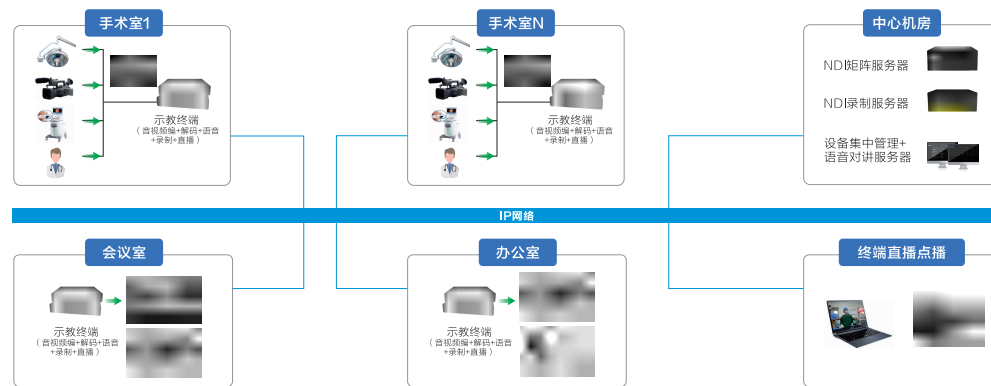 手术室1
示教终端
（音视频编+解码+语音
+录制+直播）
手术室N
示教终端
（音视频编+解码+语音
+录制+直播）
中心机房
NDI矩阵服务器
NDI录制服务器
设备集中管理+
语音对讲服务器
IP网络
会议室
示教终端
（音视频编+解码+语音
+录制+直播）
办公室
示教终端
（音视频编+解码+语音
+录制+直播）
终端直播点播